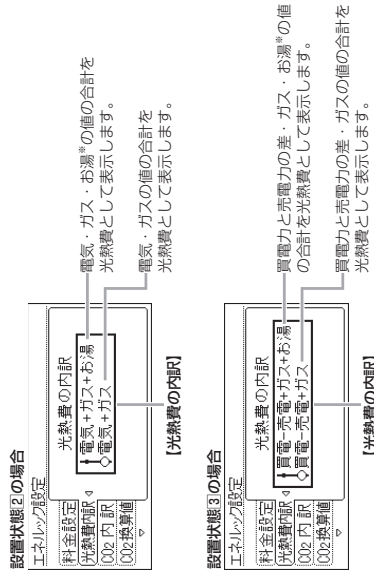 設置状態2の場合
エネルック設定
料金設定
光熱費内訳
CO2内訳
CO2換算値
光熱費の内訳
電気+ガス+お湯
電気+ガス
電気・ガス・お湯※の値の合計を
光熱費として表示します。
電気・ガスの値の合計を
光熱費として表示します。
【光熱費の内訳】
設置状態3の場合
エネルック設定
料金設定
光熱費内訳
CO2内訳
CO2換算値
光熱費の内訳
買電-売電+ガス+お湯
買電-売電+ガス
買電力と売電力の差・ガス・お湯※の値
の合計を光熱費として表示します。
買電力と売電力の差・ガスの値の合計を
光熱費として表示します。
【光熱費の内訳】